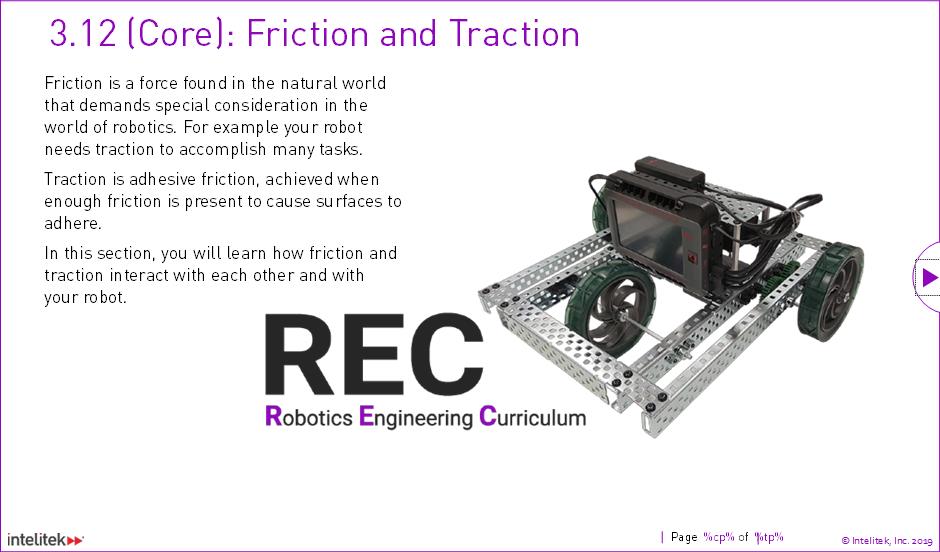 3.12 (Core): Friction and Traction
Friction is a force found in the natural world
that demands special consideration in the
world of robotics. For example your robot
needs traction to accomplish many tasks.
Traction is adhesive friction, achieved when
enough friction is present to cause surfaces to
adhere.
In this section, you will learn how friction and
traction interact with each other and with
your robot.
REC
Robotics Engineering Curriculum
intelitek
| Page %cp% of %tp%
© Intelitek, Inc. 2019